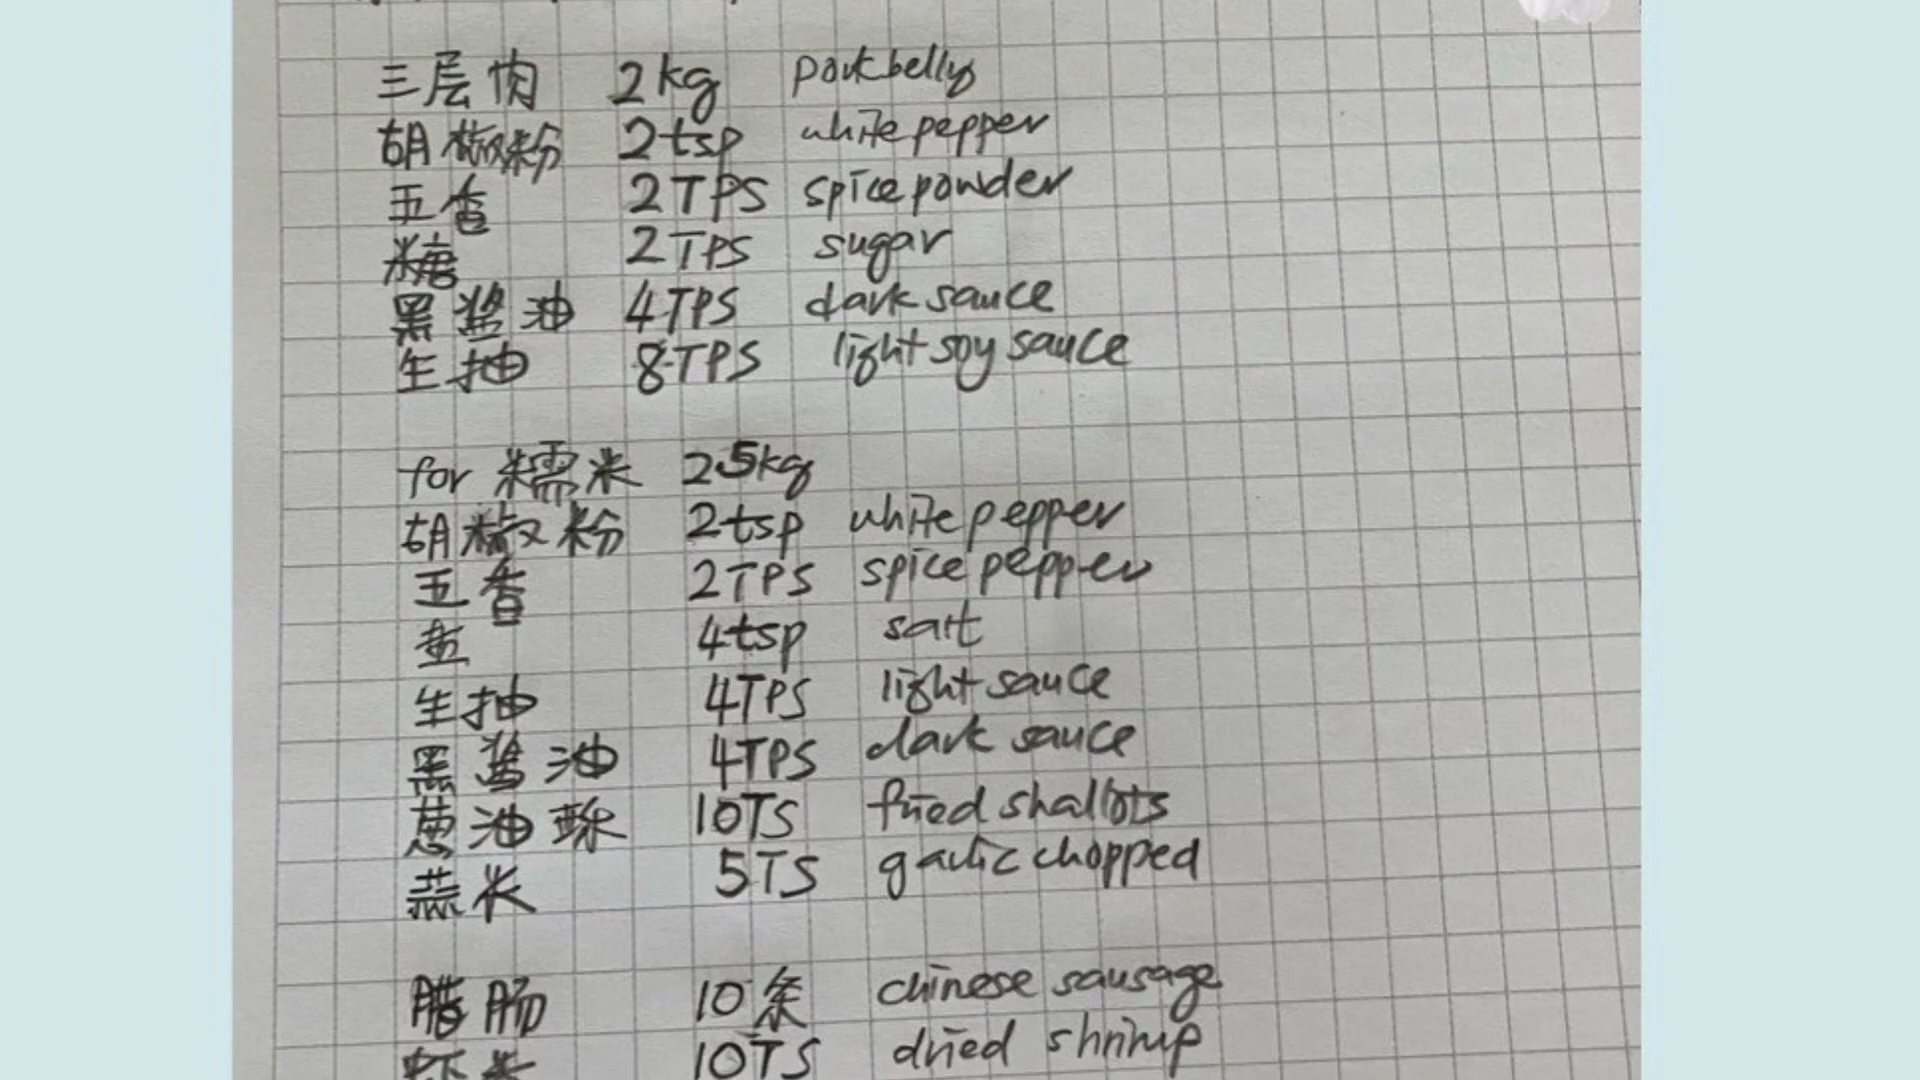 三层肉 2kg porkbelly
胡椒粉 2tsp white pepper
五香 2TPS spice powder
糖 2TPS sugar
黑酱油 4TPS dark sauce
生抽 8TPS light soy sauce
for 糯米 2.5kg
胡椒粉 2tsp white pepper
五香 2TPS spice pepper
盐 4tsp salt
生抽 4TPS light sauce
黑酱油 4TPS dark sauce
葱油酥 10TS fried shallots
蒜米 5TS garlic chopped
腊肠 10条 chinese sausage
虾米 10TS dried shrimp